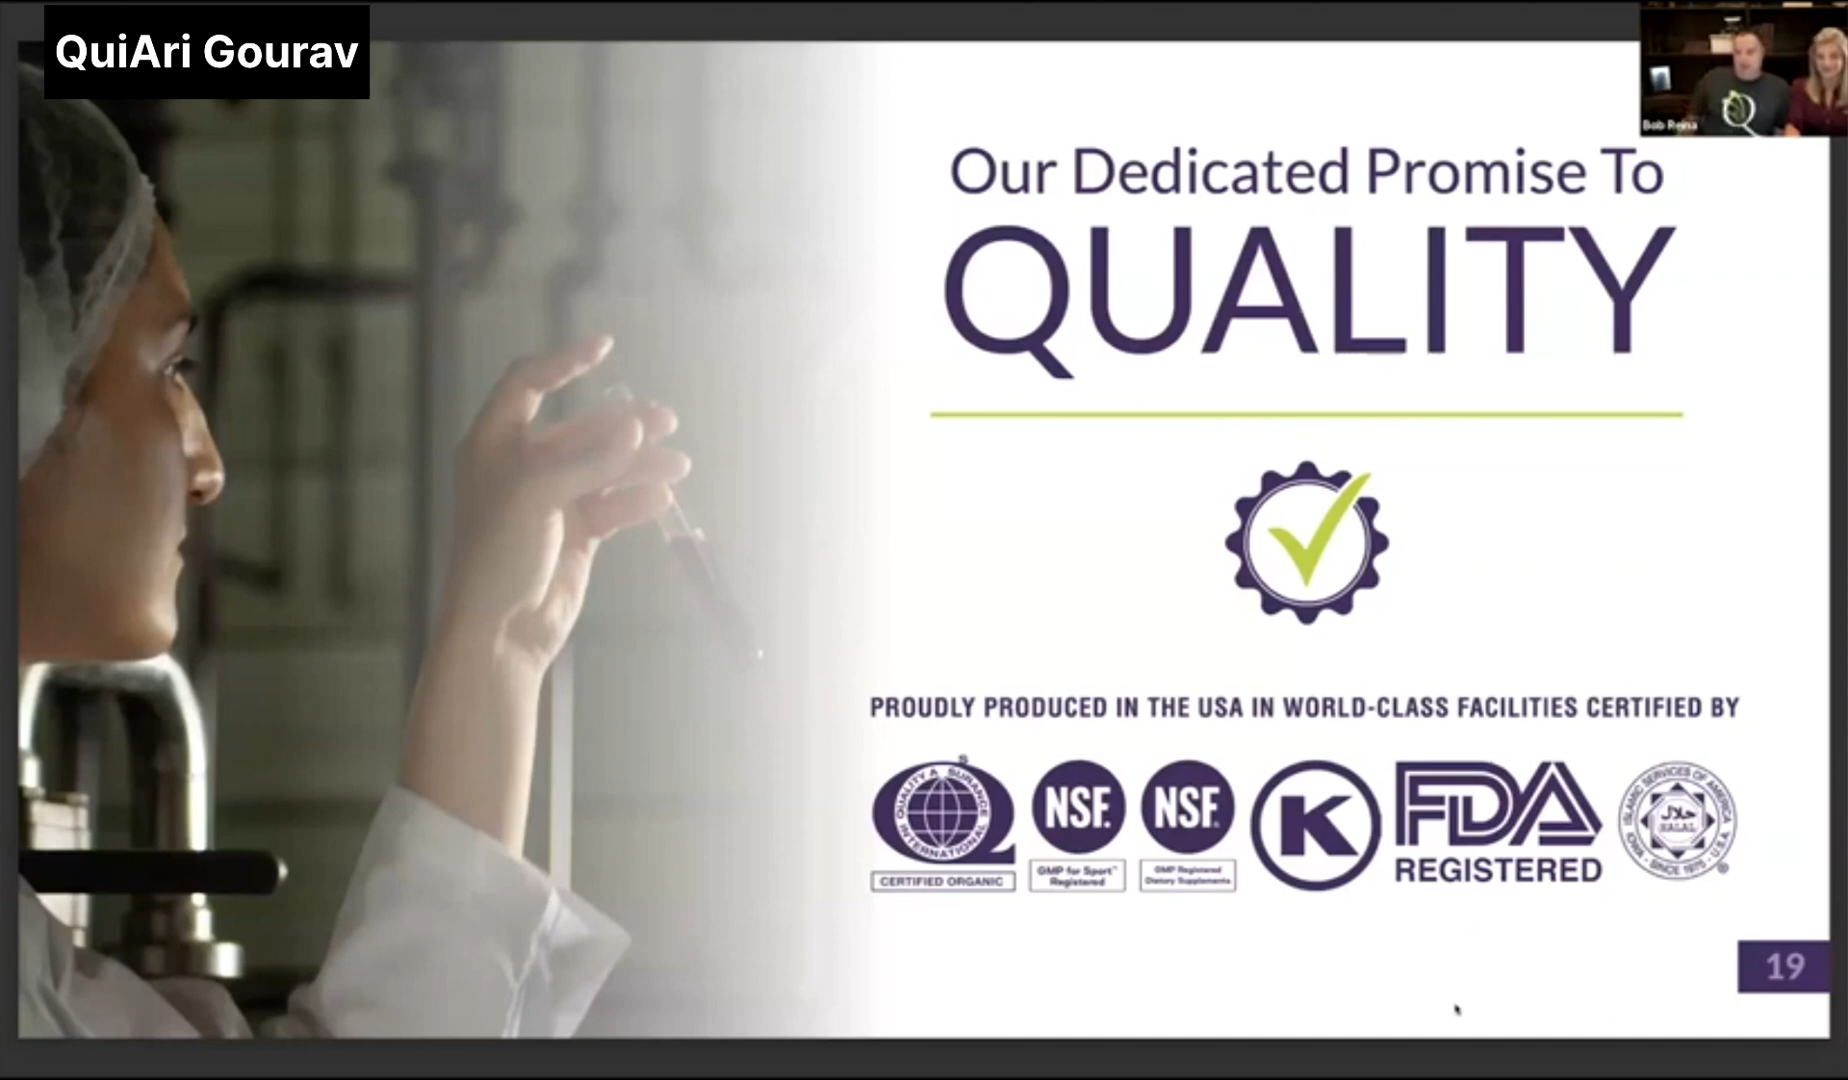 QuiAri Gourav
Bob Reina
Our Dedicated Promise To
QUALITY
PROUDLY PRODUCED IN THE USA IN WORLD-CLASS FACILITIES CERTIFIED BY
QUALITY ASSURANCE
INTERNATIONAL
CERTIFIED ORGANIC
NSF.
GMP for Sport™
Registered
NSF.
GMP Registered
Dietary Supplements
K
FDA
REGISTERED
ISLAMIC SERVICES OF AMERICA
حلال
HALAL
IOWA - SINCE 1975 - U.S.A.
®
19